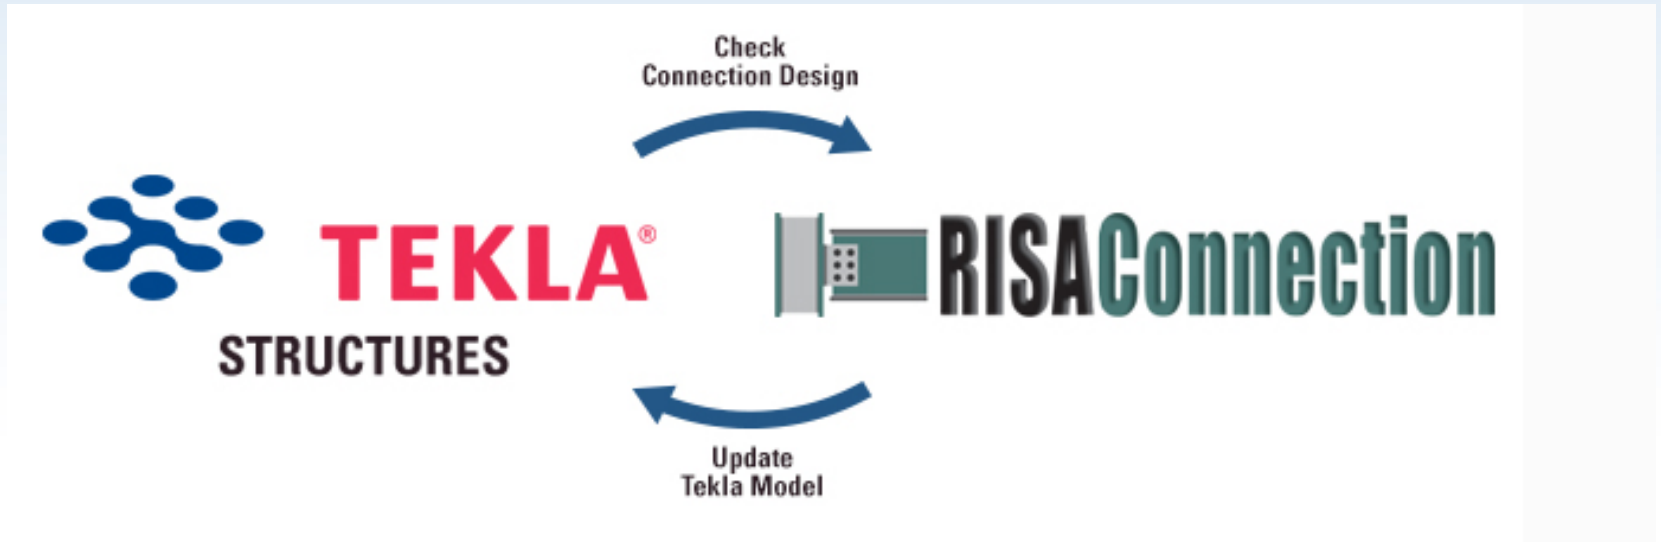 Check
Connection Design
TEKLA®
STRUCTURES
RISAConnection
Update
Tekla Model